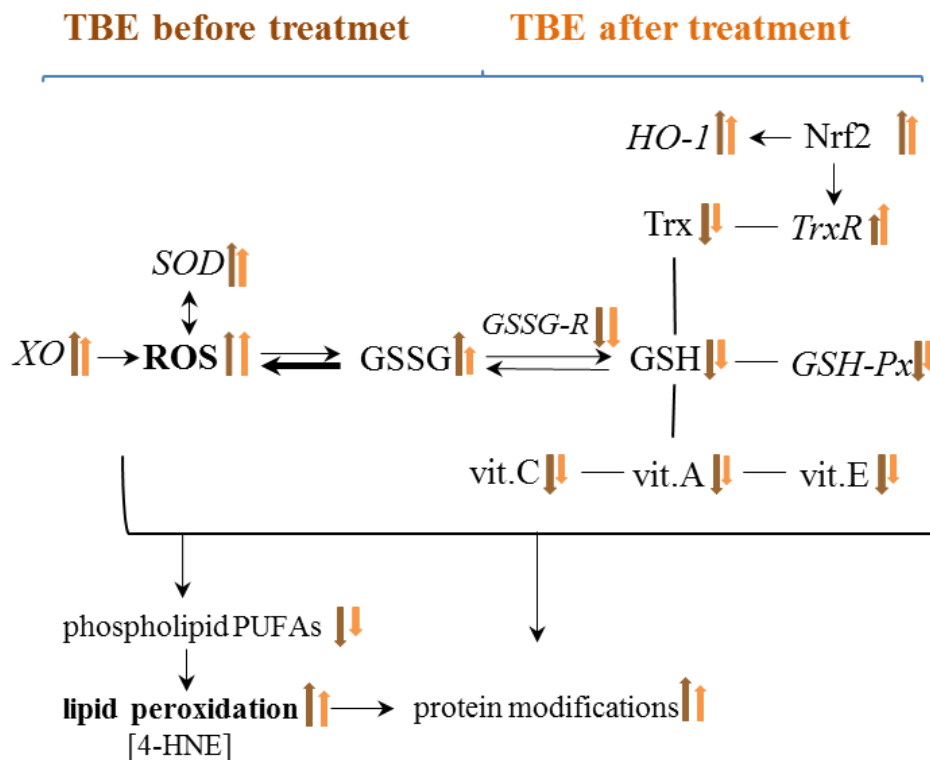 TBE before treatmet TBE after treatment
HO-1 Nrf2
Trx TrxR
SOD
GSSG-R
XO ROS GSSG GSH GSH-Px
vit.C vit.A vit.E
phospholipid PUFAs
lipid peroxidation protein modifications
[4-HNE]